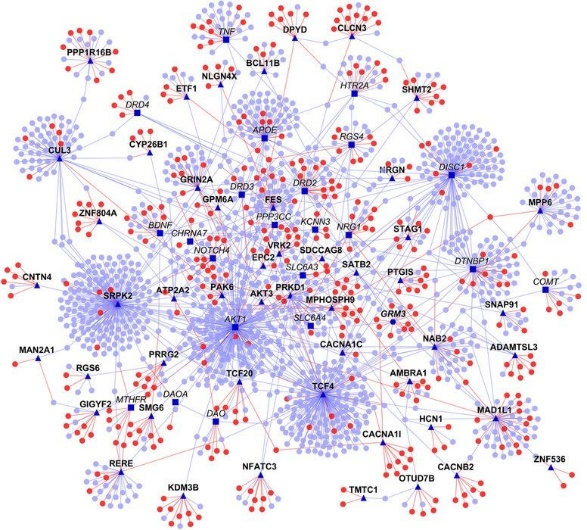 TNF
DPYD
CLCN3
PPP1R16B
BCL11B
NLGN4X
ETF1
HTR2A
SHMT2
DRD4
APOE
RGS4
CUL3
CYP26B1
DISC1
NRGN
GRIN2A
DRD3
DRD2
GPM6A
FES
MPP6
ZNF804A
BDNF
PPP3CC
KCNN3
NRG1
CHRNA7
STAG1
NOTCH4
VRK2
SDCCAG8
EPC2
SATB2
DTNBP1
SLC6A3
PTGIS
CNTN4
COMT
SRPK2
ATP2A2
PAK6
AKT3
PRKD1
MPHOSPH9
SNAP91
AKT1
SLC6A4
GRM3
CACNA1C
NAB2
MAN2A1
ADAMTSL3
PRRG2
RGS6
TCF20
AMBRA1
TCF4
MTHFR
DAOA
GIGYF2
SMG6
DAO
HCN1
MAD1L1
CACNA1I
RERE
NFATC3
CACNB2
ZNF536
KDM3B
TMTC1
OTUD7B